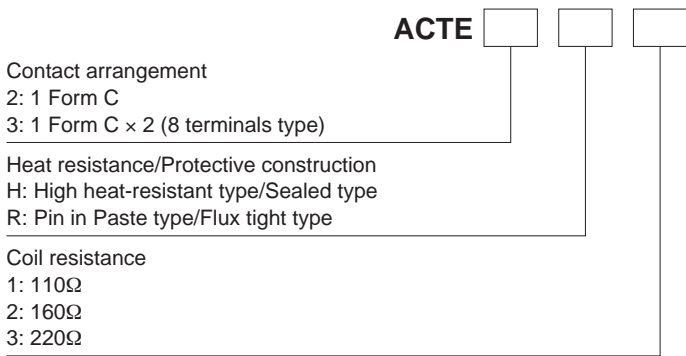 ACTE
Contact arrangement
2: 1 Form C
3: 1 Form C × 2 (8 terminals type)
Heat resistance/Protective construction
H: High heat-resistant type/Sealed type
R: Pin in Paste type/Flux tight type
Coil resistance
1: 110Ω
2: 160Ω
3: 220Ω